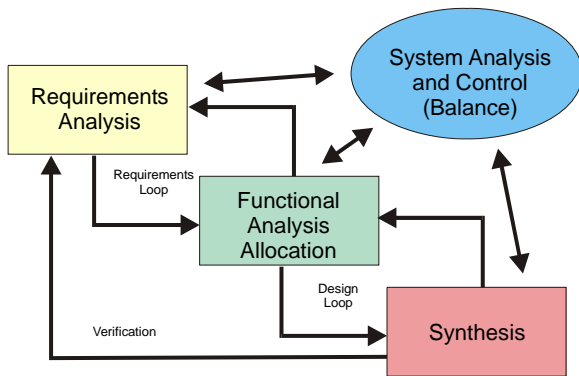 System Analysis
and Control
(Balance)
Requirements
Analysis
Requirements
Loop
Functional
Analysis
Allocation
Design
Loop
Verification
Synthesis